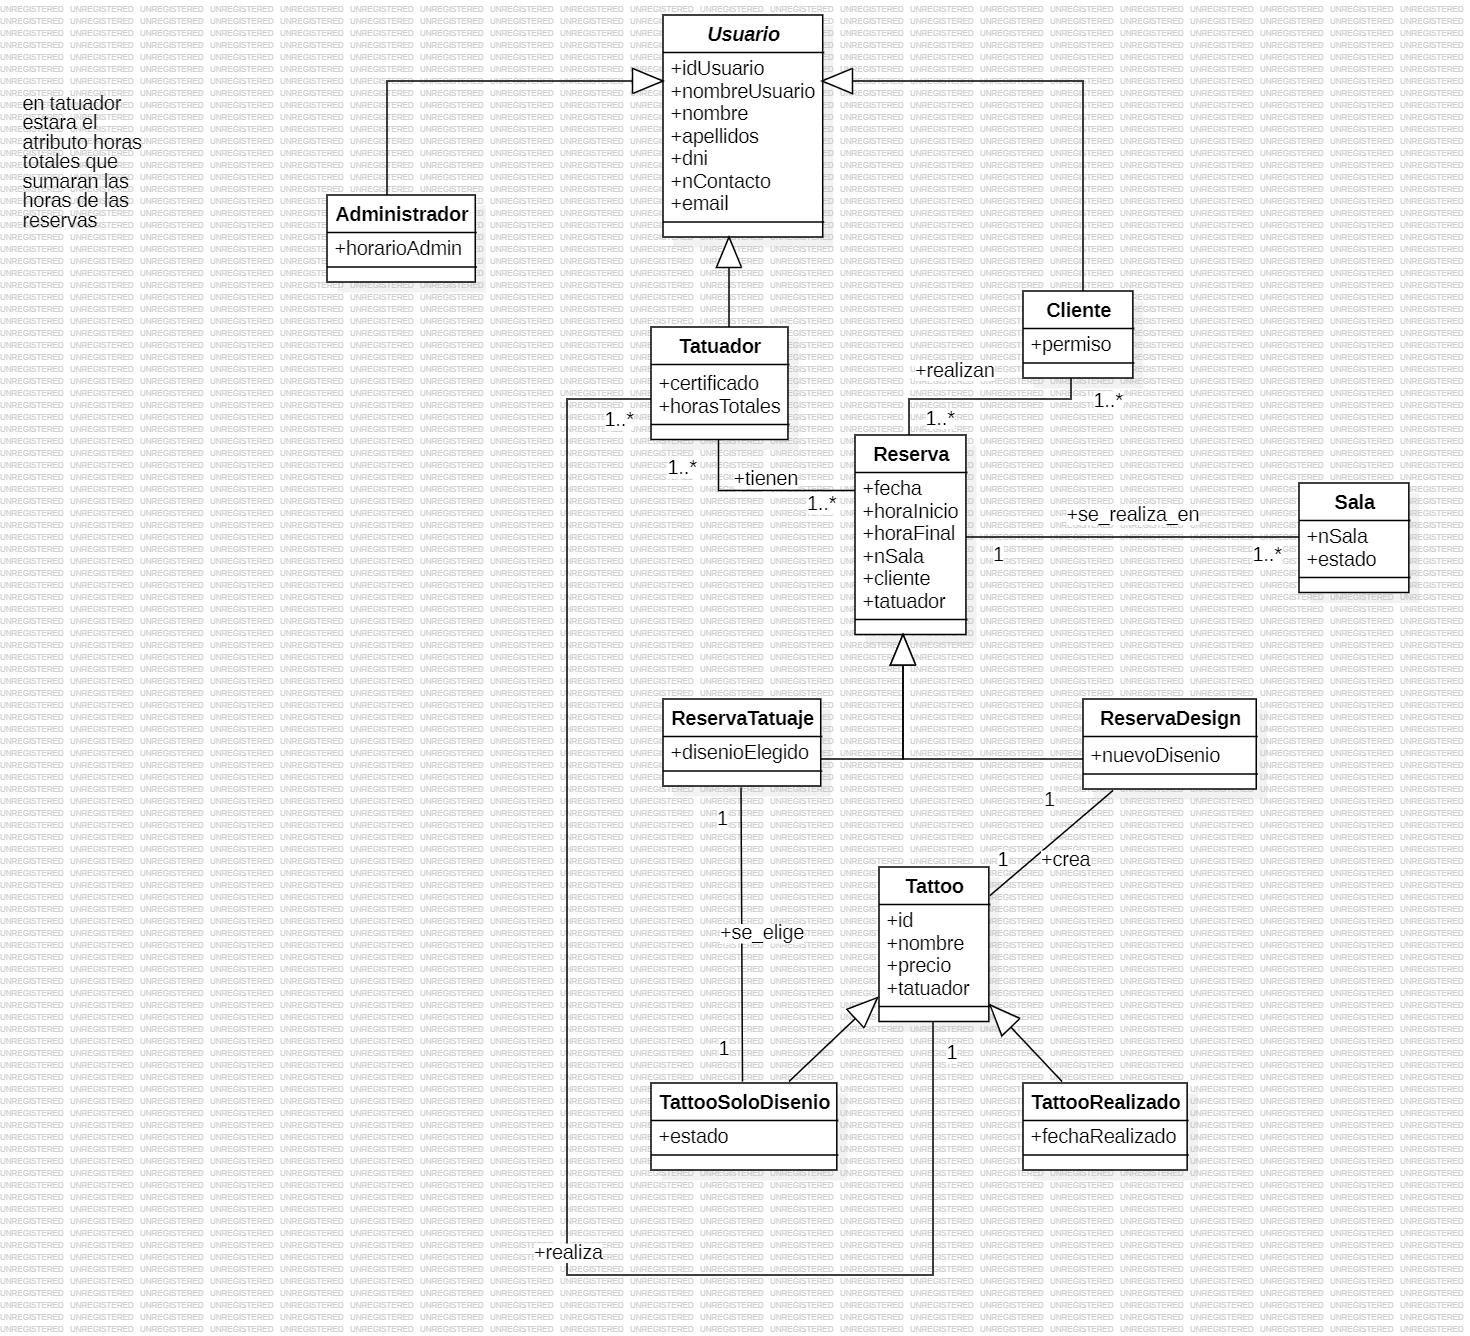 Usuario
+idUsuario
+nombreUsuario
+nombre
+apellidos
+dni
+nContacto
+email
en tatuador
estara el
atributo horas
totales que
sumaran las
horas de las
reservas
Administrador
+horarioAdmin
Tatuador
+certificado
+horasTotales
Cliente
+permiso
+realizan
1..*
1..*
1..*
1..*
+tienen
1..*
Reserva
+fecha
+horaInicio
+horaFinal
+nSala
+cliente
+tatuador
+se_realiza_en
1
1..*
Sala
+nSala
+estado
ReservaTatuaje
+disenioElegido
ReservaDesign
+nuevoDisenio
1
1
1
+crea
Tattoo
+id
+nombre
+precio
+tatuador
+se_elige
1
1
TattooSoloDisenio
+estado
TattooRealizado
+fechaRealizado
+realiza
UNREGISTERED